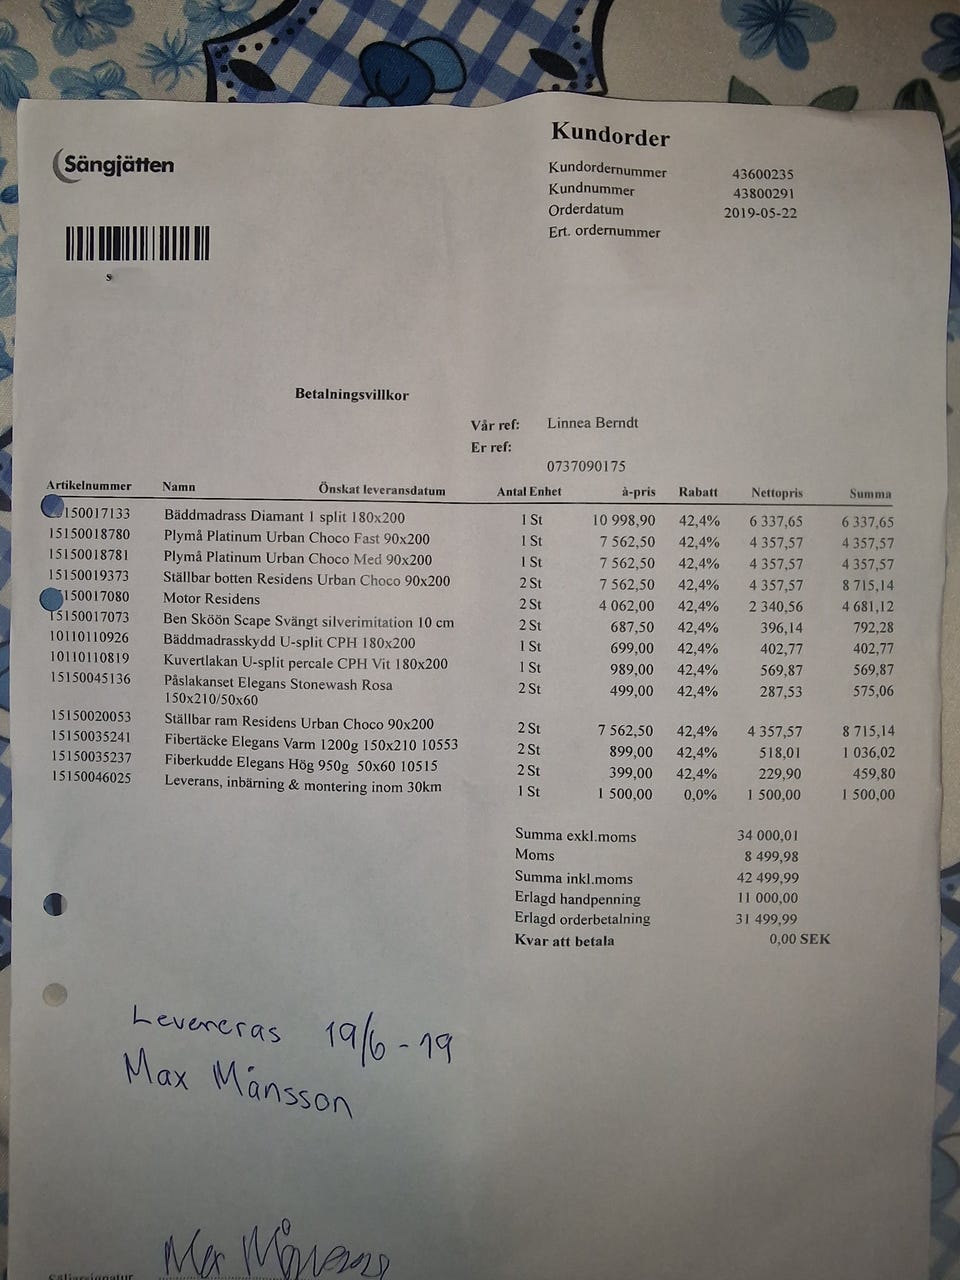 Kundorder
Sängjätten
Kundordernummer 43600235
Kundnummer 43800291
Orderdatum 2019-05-22
Ert. ordernummer
s
Betalningsvillkor
Vår ref: Linnea Berndt
Er ref:
0737090175
Artikelnummer Namn Önskat leveransdatum Antal Enhet à-pris Rabatt Nettopris Summa
150017133 Bäddmadrass Diamant 1 split 180x200 1 St 10 998,90 42,4% 6 337,65 6 337,65
15150018780 Plymå Platinum Urban Choco Fast 90x200 1 St 7 562,50 42,4% 4 357,57 4 357,57
15150018781 Plymå Platinum Urban Choco Med 90x200 1 St 7 562,50 42,4% 4 357,57 4 357,57
15150019373 Ställbar botten Residens Urban Choco 90x200 2 St 7 562,50 42,4% 4 357,57 8 715,14
150017080 Motor Residens 2 St 4 062,00 42,4% 2 340,56 4 681,12
15150017073 Ben Sköön Scape Svängt silverimitation 10 cm 2 St 687,50 42,4% 396,14 792,28
10110110926 Bäddmadrasskydd U-split CPH 180x200 1 St 699,00 42,4% 402,77 402,77
10110110819 Kuvertlakan U-split percale CPH Vit 180x200 1 St 989,00 42,4% 569,87 569,87
15150045136 Påslakanset Elegans Stonewash Rosa 2 St 499,00 42,4% 287,53 575,06
150x210/50x60
15150020053 Ställbar ram Residens Urban Choco 90x200 2 St 7 562,50 42,4% 4 357,57 8 715,14
15150035241 Fibertäcke Elegans Varm 1200g 150x210 10553 2 St 899,00 42,4% 518,01 1 036,02
15150035237 Fiberkudde Elegans Hög 950g 50x60 10515 2 St 399,00 42,4% 229,90 459,80
15150046025 Leverans, inbärning & montering inom 30km 1 St 1 500,00 0,0% 1 500,00 1 500,00
Summa exkl.moms 34 000,01
Moms 8 499,98
Summa inkl.moms 42 499,99
Erlagd handpenning 11 000,00
Erlagd orderbetalning 31 499,99
Kvar att betala 0,00 SEK
Levereras 19/6-19
Max Månsson
Max Månsson